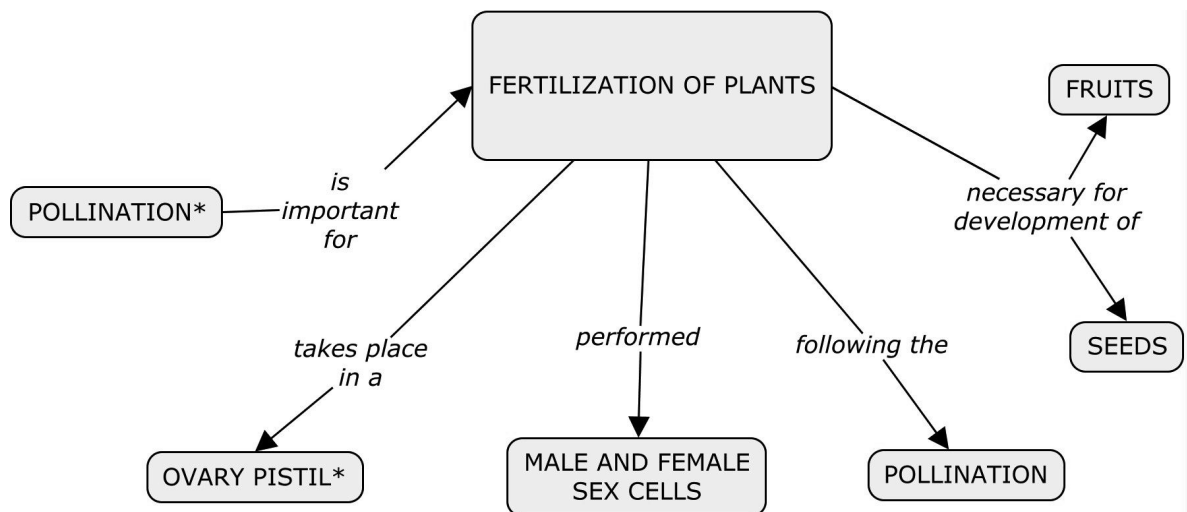 FERTILIZATION OF PLANTS
FRUITS
POLLINATION*
is
important
for
necessary for
development of
takes place
in a
performed
following the
SEEDS
OVARY PISTIL*
MALE AND FEMALE
SEX CELLS
POLLINATION